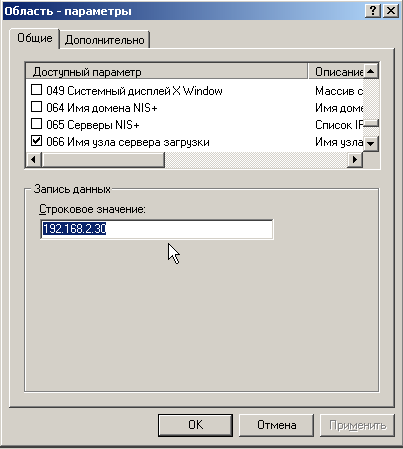 Область - параметры
Общие Дополнительно
Доступный параметр Описание
049 Системный дисплей X Window Массив с
064 Имя домена NIS+ Имя доме
065 Серверы NIS+ Список IP
066 Имя узла сервера загрузки Имя узла
Запись данных
Строковое значение:
192.168.2.30
OK Отмена Применить